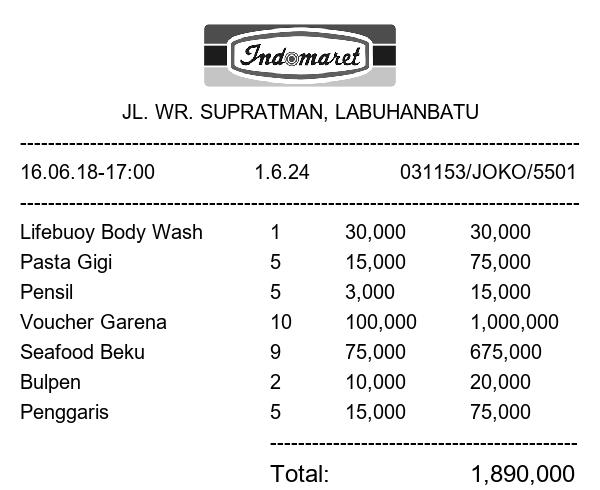 Indomaret
JL. WR. SUPRATMAN, LABUHANBATU
--------------------------------------------------------------------------------
16.06.18-17:00 1.6.24 031153/JOKO/5501
--------------------------------------------------------------------------------
Lifebuoy Body Wash 1 30,000 30,000
Pasta Gigi 5 15,000 75,000
Pensil 5 3,000 15,000
Voucher Garena 10 100,000 1,000,000
Seafood Beku 9 75,000 675,000
Bulpen 2 10,000 20,000
Penggaris 5 15,000 75,000
--------------------------------------------
Total: 1,890,000